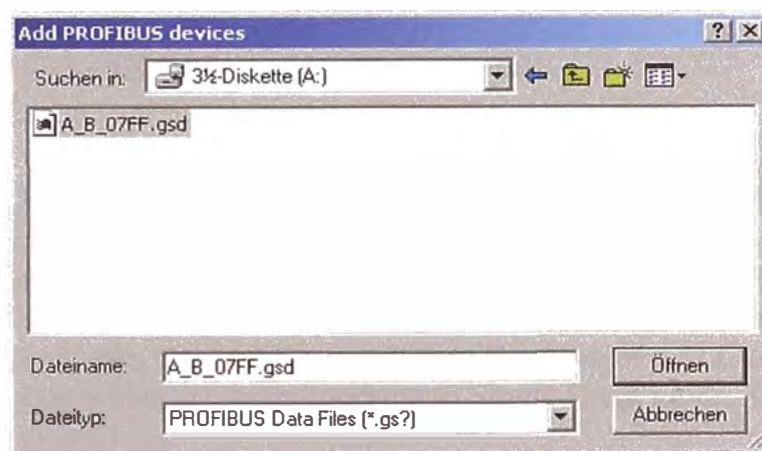 Add PROFIBUS devices
Suchen in: 3½-Diskette (A:)
A_B_07FF.gsd
Dateiname: A_B_07FF.gsd Öffnen
Dateityp: PROFIBUS Data Files (*.gs?) Abbrechen